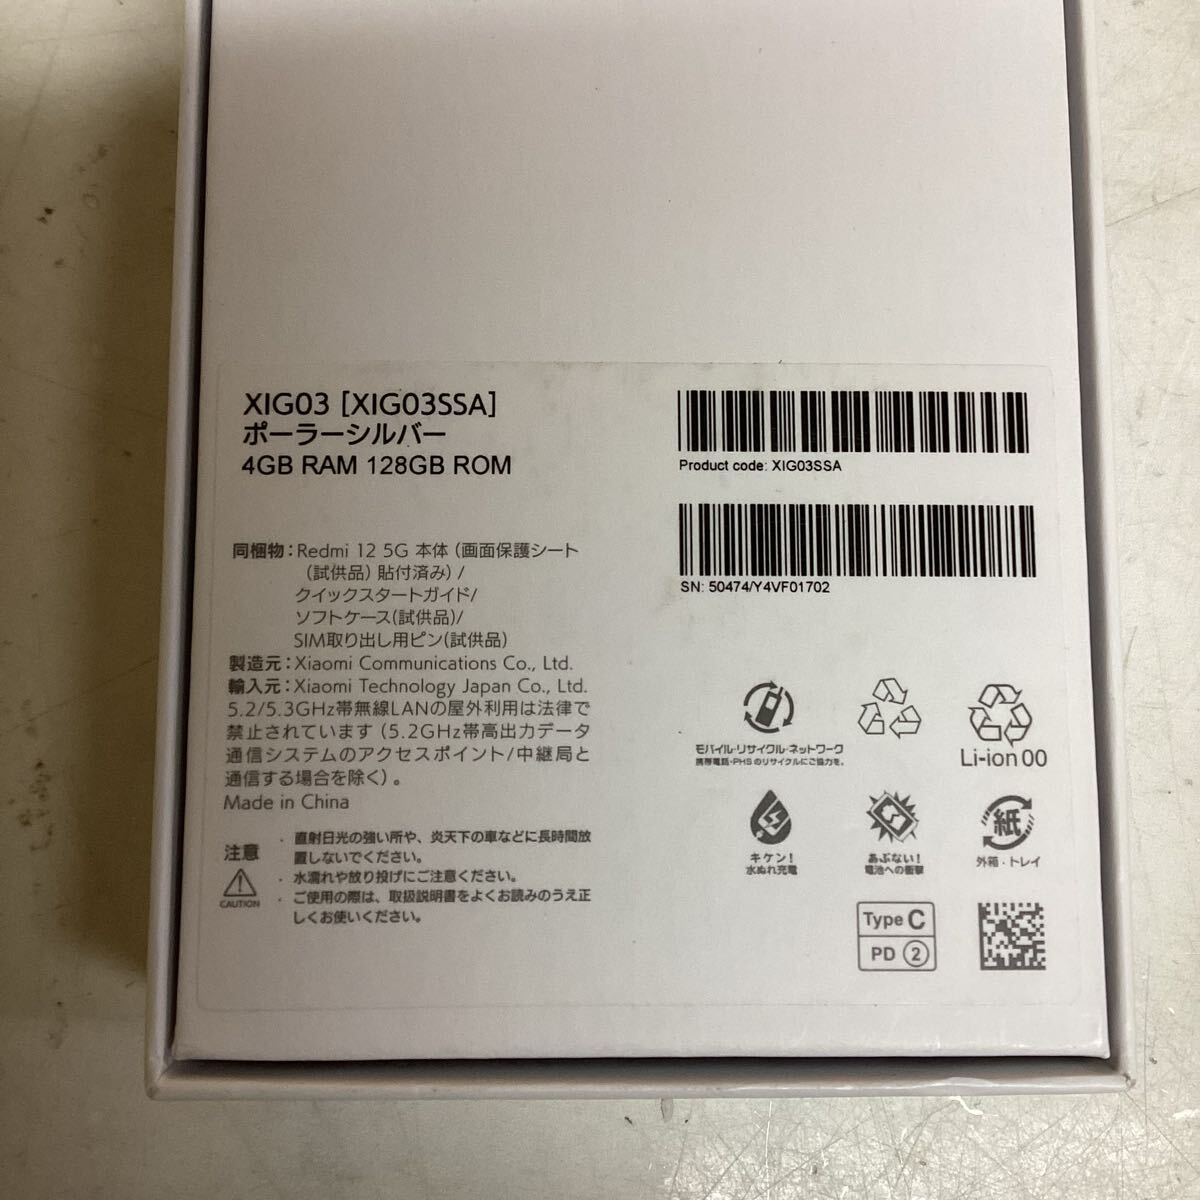 XIG03 [XIG03SSA]
ポーラーシルバー
4GB RAM 128GB ROM
同梱物：Redmi 12 5G 本体（画面保護シート
（試供品）貼付済み）/
クイックスタートガイド/
ソフトケース(試供品)/
SIM取り出し用ピン(試供品)
製造元：Xiaomi Communications Co., Ltd.
輸入元：Xiaomi Technology Japan Co., Ltd.
5.2/5.3GHz帯無線LANの屋外利用は法律で
禁止されています（5.2GHz帯高出力データ
通信システムのアクセスポイント/中継局と
通信する場合を除く）。
Made in China
注意
CAUTION
・直射日光の強い所や、炎天下の車などに長時間放
置しないでください。
・水濡れや放り投げにご注意ください。
・ご使用の際は、取扱説明書をよくお読みのうえ正
しくお使いください。
Product code: XIG03SSA
SN: 50474/Y4VF01702
モバイル・リサイクル・ネットワーク
携帯電話・PHSのリサイクルにご協力を。
Li-ion 00
キケン！
水ぬれ充電
あぶない！
電池への衝撃
紙
外箱・トレイ
Type C
PD ②